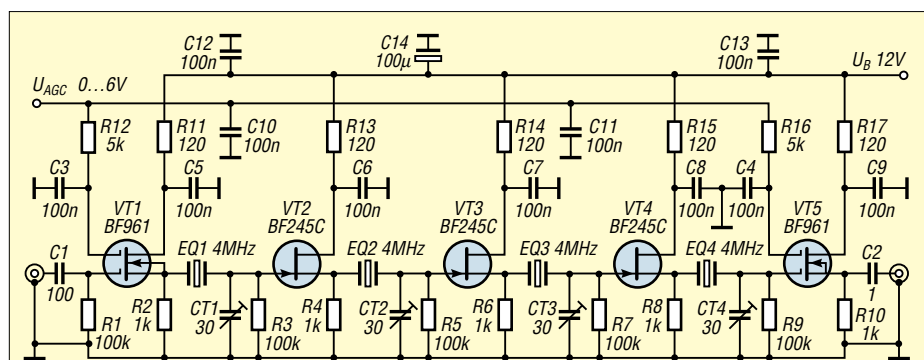 C12
100n
C14
100µ
C13
100n
U_AGC 0...6V
U_B 12V
R12
5k
R11
120
C10
100n
R13
120
R14
120
C11
100n
R15
120
R16
5k
R17
120
C3
100n
C5
100n
C6
100n
C7
100n
C8
100n
C4
100n
C9
100n
VT1
BF961
VT2
BF245C
VT3
BF245C
VT4
BF245C
VT5
BF961
C1
100
EQ1 4MHz
EQ2 4MHz
EQ3 4MHz
EQ4 4MHz
C2
1
R1
100k
R2
1k
CT1
30
R3
100k
R4
1k
CT2
30
R5
100k
R6
1k
CT3
30
R7
100k
R8
1k
CT4
30
R9
100k
R10
1k